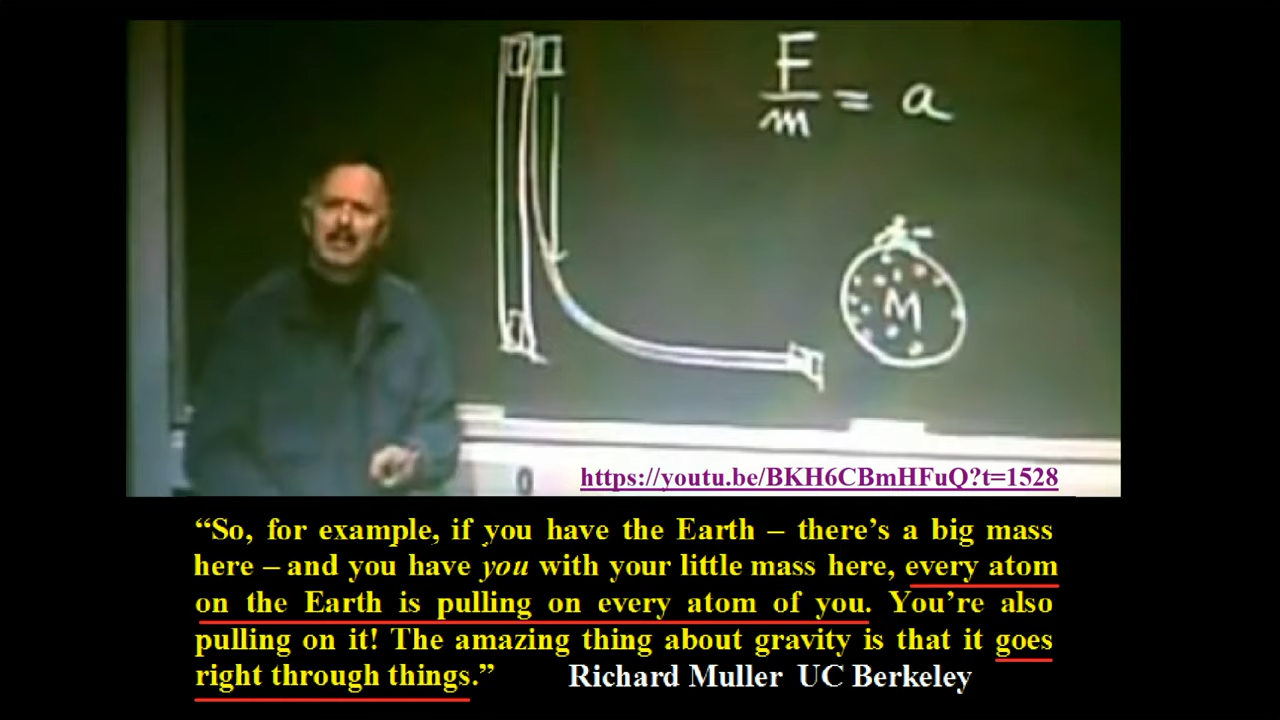 F
— = a
m
M
https://youtu.be/BKH6CBmHFuQ?t=1528
“So, for example, if you have the Earth – there’s a big mass
here – and you have you with your little mass here, every atom
on the Earth is pulling on every atom of you. You’re also
pulling on it! The amazing thing about gravity is that it goes
right through things.” Richard Muller UC Berkeley